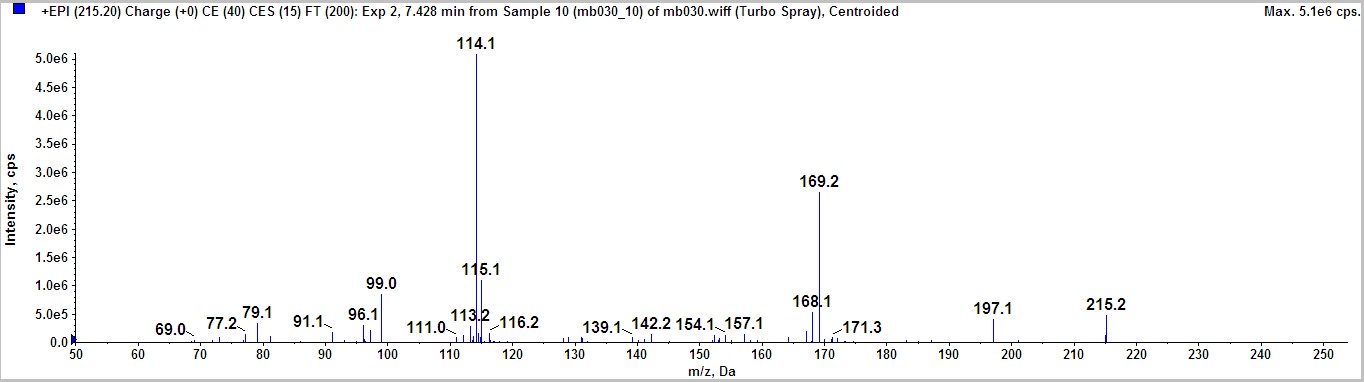 +EPI (215.20) Charge (+0) CE (40) CES (15) FT (200): Exp 2, 7.428 min from Sample 10 (mb030_10) of mb030.wiff (Turbo Spray), Centroided Max. 5.1e6 cps.
114.1
5.0e6
4.5e6
4.0e6
3.5e6
3.0e6
169.2
2.5e6
2.0e6
1.5e6
115.1
1.0e6
99.0
168.1
113.2
215.2
79.1
96.1
197.1
5.0e5
69.0
77.2
91.1
111.0
116.2
139.1
142.2
154.1
157.1
171.3
0.0
50 60 70 80 90 100 110 120 130 140 150 160 170 180 190 200 210 220 230 240 250
m/z, Da
Intensity, cps